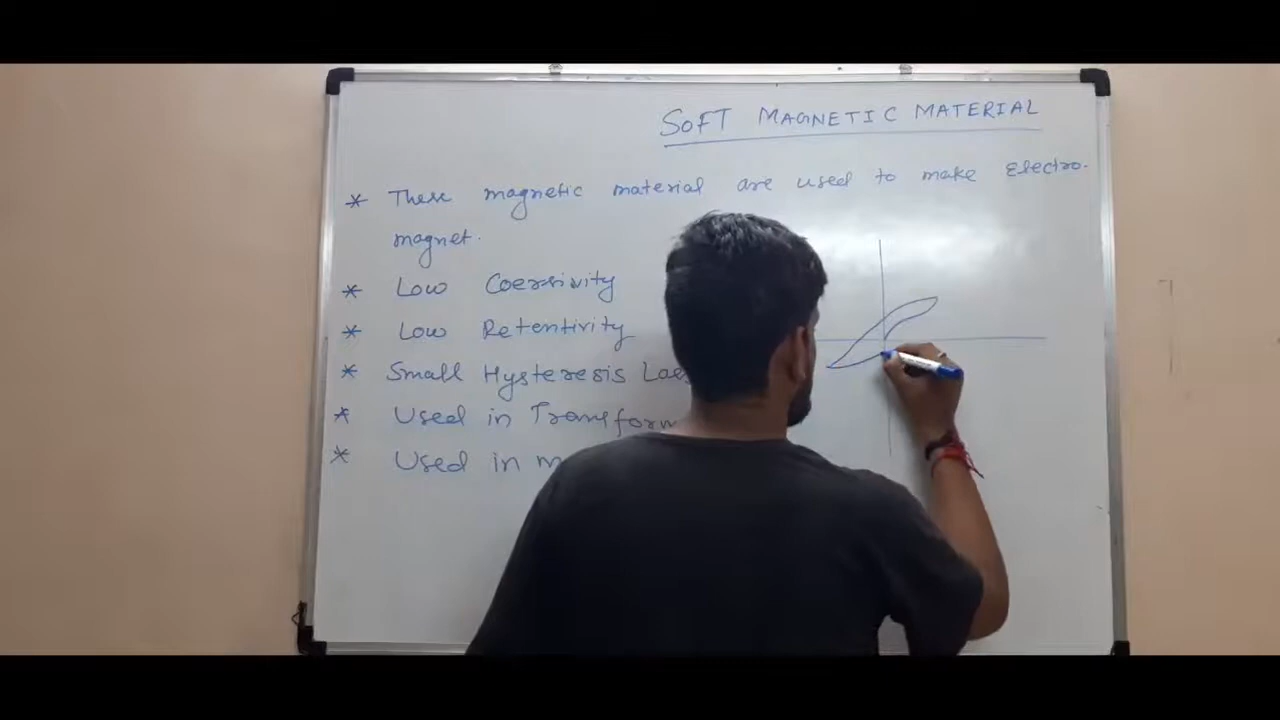 SOFT MAGNETIC MATERIAL
* These magnetic material are used to make Electro-
magnet.
* Low Coersivity
* Low Retentivity
* Small Hysteresis
* Used in
* Used in